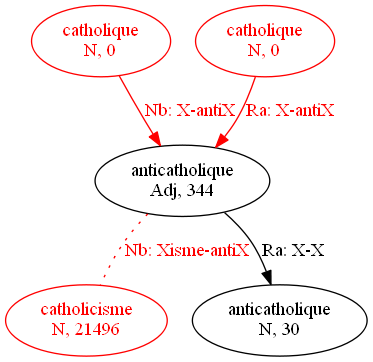 catholique
N, 0
catholique
N, 0
Nb: X-antiX
Ra: X-antiX
anticatholique
Adj, 344
Nb: Xisme-antiX
Ra: X-X
catholicisme
N, 21496
anticatholique
N, 30